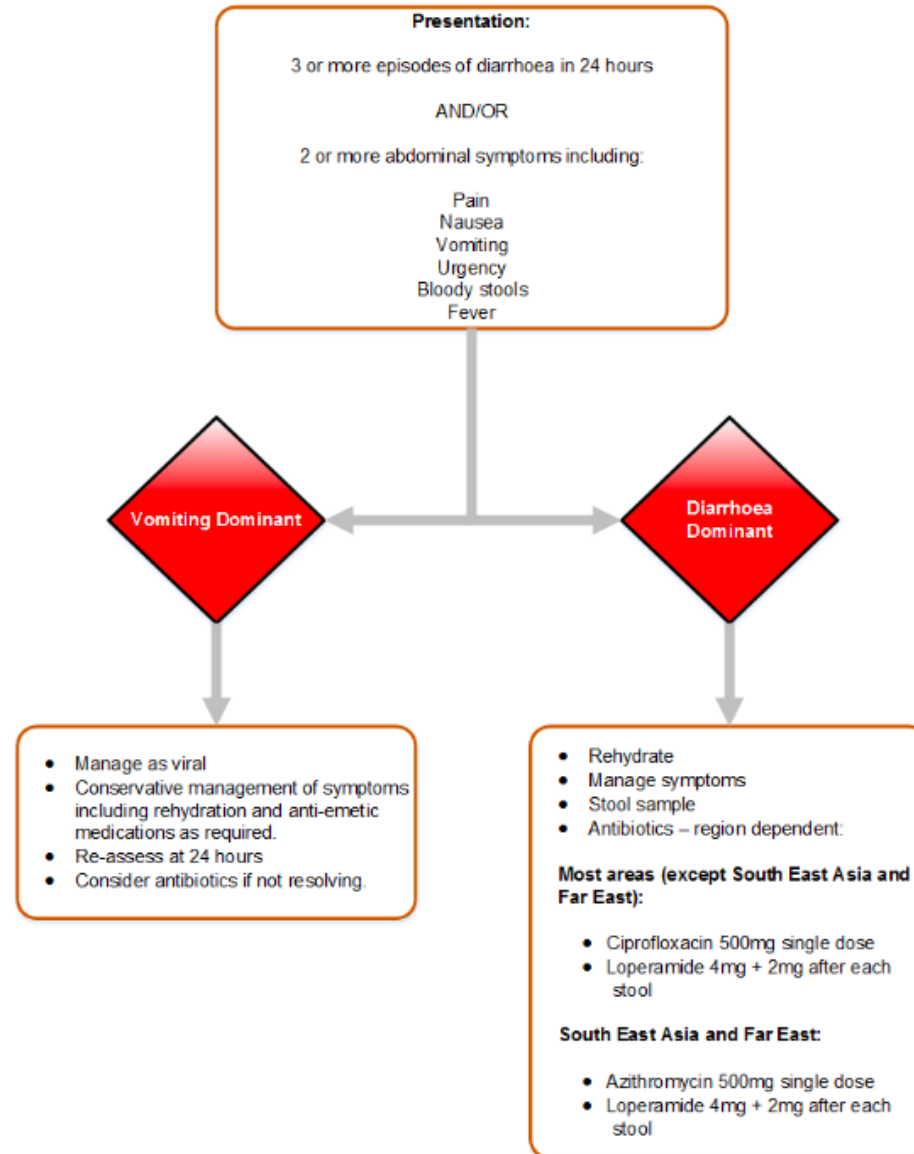 Presentation:
3 or more episodes of diarrhoea in 24 hours
AND/OR
2 or more abdominal symptoms including:
Pain
Nausea
Vomiting
Urgency
Bloody stools
Fever
Vomiting Dominant
Diarrhoea
Dominant
• Manage as viral
• Conservative management of symptoms
including rehydration and anti-emetic
medications as required.
• Re-assess at 24 hours
• Consider antibiotics if not resolving.
• Rehydrate
• Manage symptoms
• Stool sample
• Antibiotics – region dependent:
Most areas (except South East Asia and
Far East):
• Ciprofloxacin 500mg single dose
• Loperamide 4mg + 2mg after each
stool
South East Asia and Far East:
• Azithromycin 500mg single dose
• Loperamide 4mg + 2mg after each
stool